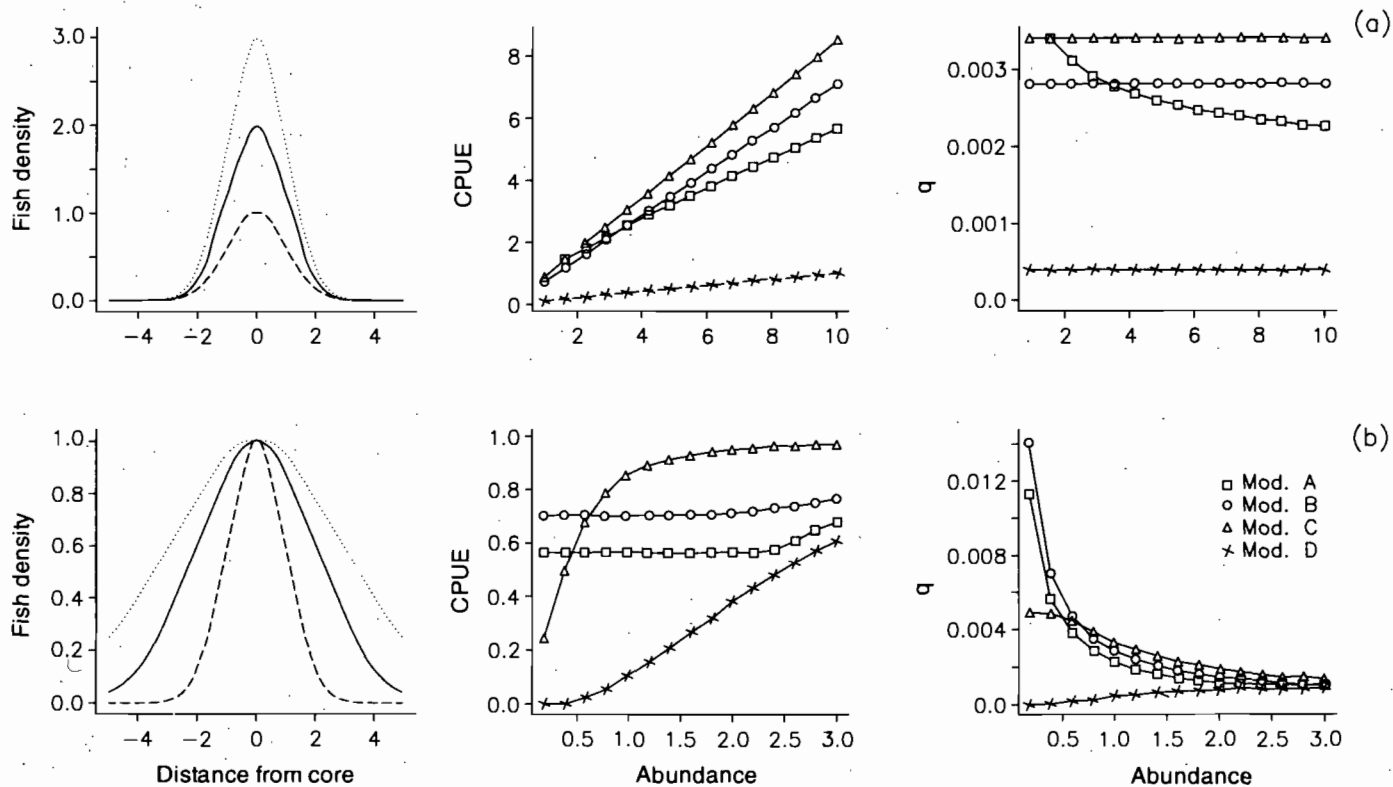 (a)
Fish density
3.0
2.0
1.0
0.0
−4 −2 0 2 4
CPUE
8
6
4
2
0
2 4 6 8 10
q
0.003
0.002
0.001
0.0
2 4 6 8 10
(b)
Fish density
1.0
0.8
0.6
0.4
0.2
0.0
−4 −2 0 2 4
Distance from core
CPUE
1.0
0.8
0.6
0.4
0.2
0.0
0.5 1.0 1.5 2.0 2.5 3.0
Abundance
q
0.012
0.008
0.004
0.0
Mod. A
Mod. B
Mod. C
Mod. D
0.5 1.0 1.5 2.0 2.5 3.0
Abundance